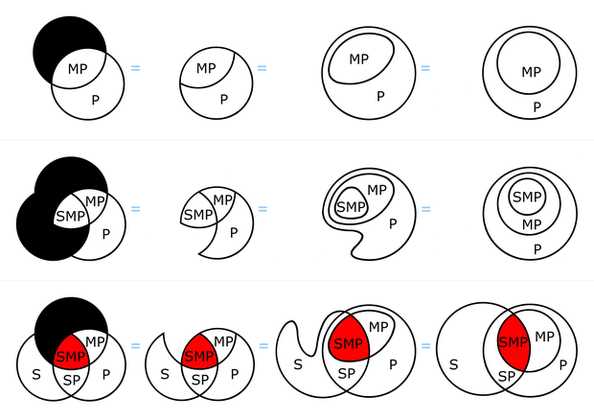 MP = MP = MP = MP
P P P P
SMP MP = SMP MP = SMP MP = SMP
MP
P P P P
SMP MP = SMP MP = SMP MP = SMP MP
S SP P S SP P S SP P S SP P